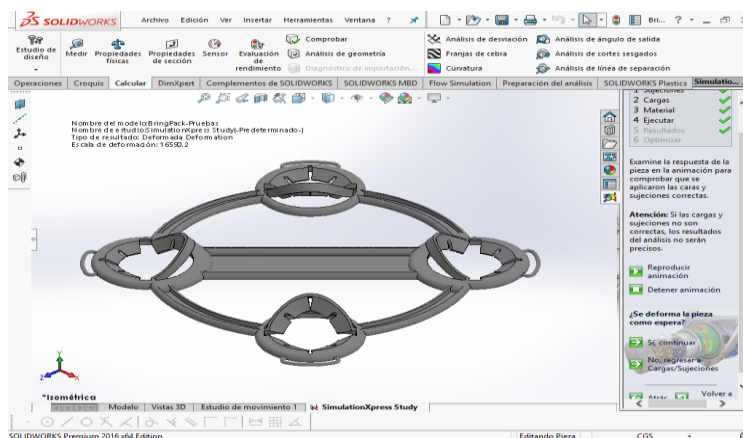 SOLIDWORKS
Archivo Edición Ver Insertar Herramientas Ventana ? Bri... ?
Estudio de diseño
Medir
Propiedades físicas
Propiedades de sección
Sensor
Evaluación de rendimiento
Comprobar
Análisis de geometría
Diagnóstico de importación...
Análisis de desviación
Franjas de cebra
Curvatura
Análisis de ángulo de salida
Análisis de cortes sesgados
Análisis de línea de separación
Operaciones Croquis Calcular DimXpert Complementos de SOLIDWORKS SOLIDWORKS MBD Flow Simulation Preparación del análisis SOLIDWORKS Plastics Simulatio...
Nombre del modelo:BringPack-Pruebas
Nombre de estudio:SimulationXpress Study(-Predeterminado-)
Tipo de resultado: Deformada Deformation
Escala de deformación: 16550.2
1 Sujeciones
2 Cargas
3 Material
4 Ejecutar
5 Resultados
6 Optimizar
Examine la respuesta de la
pieza en la animación para
comprobar que se
aplicaron las caras y
sujeciones correctas.
Atención: Si las cargas y
sujeciones no son
correctas, los resultados
del análisis no serán
precisos.
Reproducir
animación
Detener animación
¿Se deforma la pieza
como espera?
Sí, continuar
No, regresar a
Cargas/Sujeciones
Atrás
Volver a
Y
Z
X
*Isométrica
Modelo Vistas 3D Estudio de movimiento 1 SimulationXpress Study
SOLIDWORKS Premium 2016 x64 Edition Editando Pieza CGS